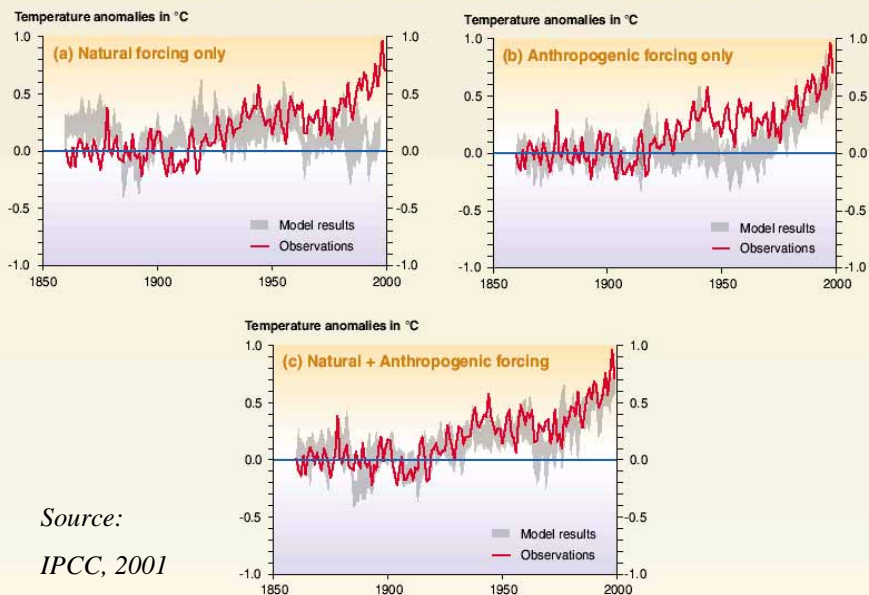 Temperature anomalies in °C
1.0 1.0
(a) Natural forcing only
0.5 0.5
0.0 0.0
-0.5 -0.5
Model results
Observations
-1.0 -1.0
1850 1900 1950 2000
Temperature anomalies in °C
1.0 1.0
(b) Anthropogenic forcing only
0.5 0.5
0.0 0.0
-0.5 -0.5
Model results
Observations
-1.0 -1.0
1850 1900 1950 2000
Temperature anomalies in °C
1.0 1.0
(c) Natural + Anthropogenic forcing
0.5 0.5
0.0 0.0
-0.5 -0.5
Model results
Observations
-1.0 -1.0
1850 1900 1950 2000
Source:
IPCC, 2001